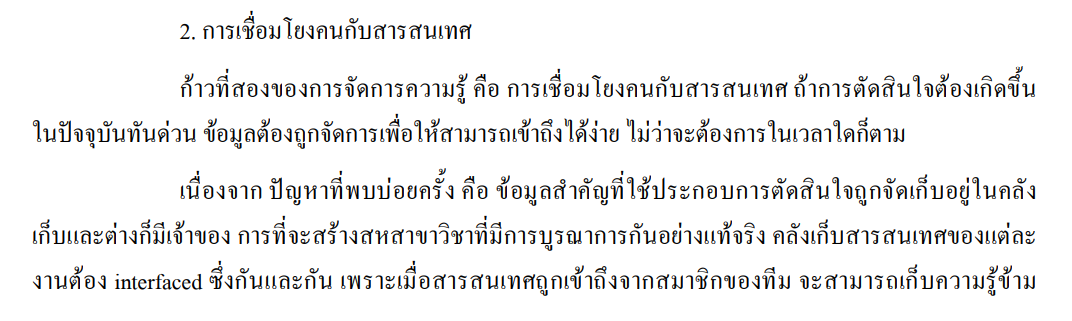 2. การเชื่อมโยงคนกับสารสนเทศ
ก้าวที่สองของการจัดการความรู้ คือ การเชื่อมโยงคนกับสารสนเทศ ถ้าการตัดสินใจต้องเกิดขึ้น
ในปัจจุบันทันด่วน ข้อมูลต้องถูกจัดการเพื่อให้สามารถเข้าถึงได้ง่าย ไม่ว่าจะต้องการในเวลาใดก็ตาม
เนื่องจาก ปัญหาที่พบบ่อยครั้ง คือ ข้อมูลสำคัญที่ใช้ประกอบการตัดสินใจถูกจัดเก็บอยู่ในคลัง
เก็บและต่างก็มีเจ้าของ การที่จะสร้างสหสาขาวิชาที่มีการบูรณาการกันอย่างแท้จริง คลังเก็บสารสนเทศของแต่ละ
งานต้อง interfaced ซึ่งกันและกัน เพราะเมื่อสารสนเทศถูกเข้าถึงจากสมาชิกของทีม จะสามารถเก็บความรู้ข้าม